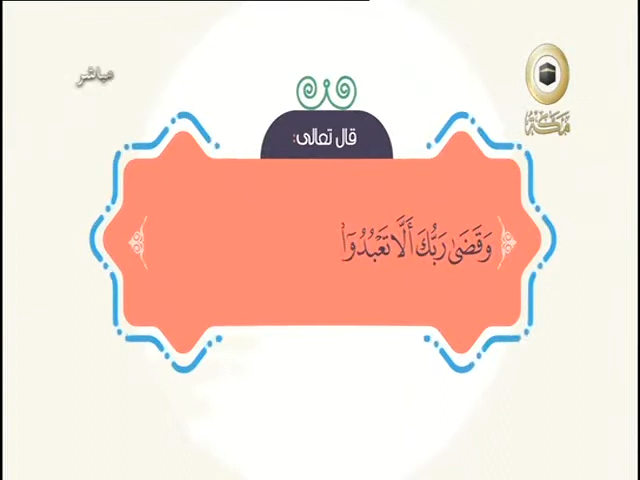 مباشر
مكة
قال تعالى:
وَقَضَىٰ رَبُّكَ أَلَّا تَعْبُدُوٓا۟